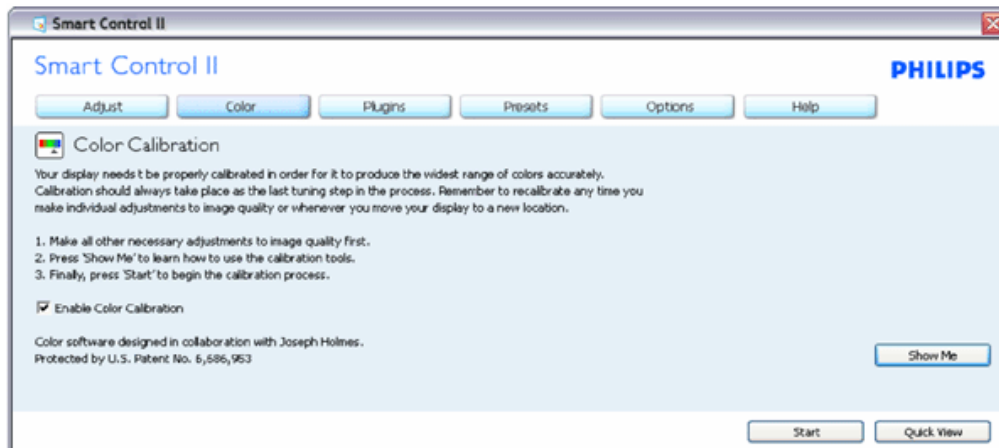 Smart Control II
Smart Control II
PHILIPS
Adjust Color Plugins Presets Options Help
Color Calibration
Your display needs t be properly calibrated in order for it to produce the widest range of colors accurately.
Calibration should always take place as the last tuning step in the process. Remember to recalibrate any time you
make individual adjustments to image quality or whenever you move your display to a new location.
1. Make all other necessary adjustments to image quality first.
2. Press 'Show Me' to learn how to use the calibration tools.
3. Finally, press 'Start' to begin the calibration process.
Enable Color Calibration
Color software designed in collaboration with Joseph Holmes.
Protected by U.S. Patent No. 6,686,953
Show Me
Start Quick View